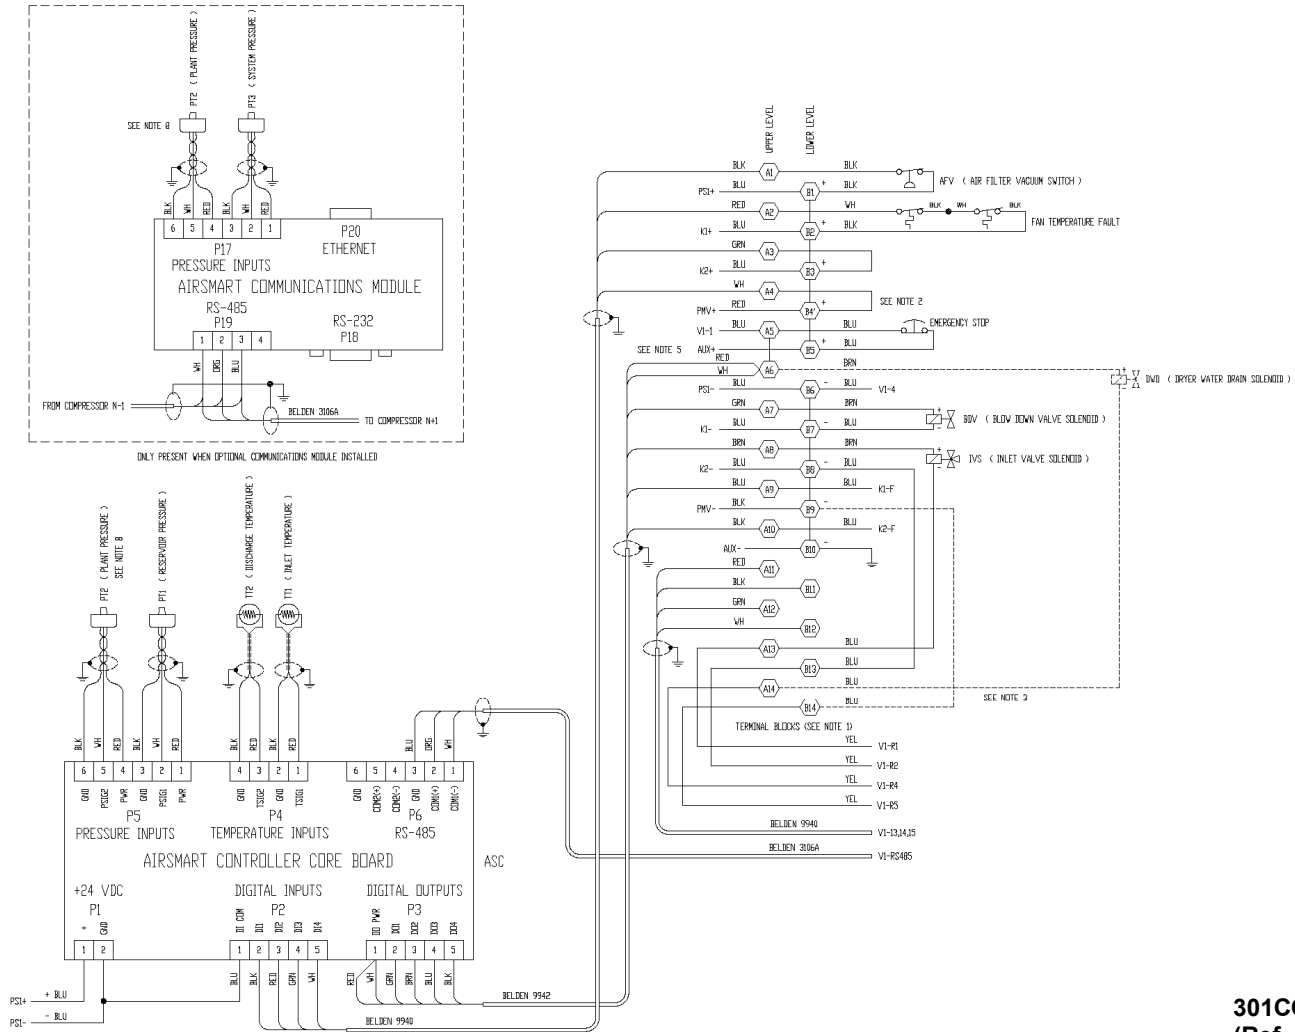 PT2 ( PLANT PRESSURE )
PT3 ( SYSTEM PRESSURE )
SEE NOTE 8
BLK
WH
RED
BLK
WH
RED
6 5 4 3 2 1
P17
PRESSURE INPUTS
P20
ETHERNET
AIRSMART COMMUNICATIONS MODULE
RS-485
P19
RS-232
P18
1 2 3 4
WH
ORG
BLU
FROM COMPRESSOR N-1
BELDEN 3106A
TO COMPRESSOR N+1
ONLY PRESENT WHEN OPTIONAL COMMUNICATIONS MODULE INSTALLED
UPPER LEVEL
LOWER LEVEL
BLK A1 BLK
AFV ( AIR FILTER VACUUM SWITCH )
PS1+ BLU B1 + BLK
RED A2 WH BLK WH BLK
FAN TEMPERATURE FAULT
K1+ BLU B2 + BLK
GRN A3
K2+ BLU B3 +
WH A4
SEE NOTE 2
PMV+ RED B4' +
V1-1 BLU A5 BLU EMERGENCY STOP
SEE NOTE 5 AUX+ B5 + BLU
RED
WH A6 BRN
+ - DWD ( DRYER WATER DRAIN SOLENOID )
PS1- BLU B6 - BLU V1-4
GRN A7 BRN
+ - BDV ( BLOW DOWN VALVE SOLENOID )
K1- BLU B7 - BLU
BRN A8 BRN
+ - IVS ( INLET VALVE SOLENOID )
K2- BLU B8 - BLU
BLU A9 BLU K1-F
PMV- BLK B9 -
BLK A10 BLU K2-F
AUX- B10 -
RED A11
BLK B11
GRN A12
WH B12
A13 BLU
B13 BLU
A14 BLU
SEE NOTE 3
B14 BLU
TERMINAL BLOCKS (SEE NOTE 1)
YEL V1-R1
YEL V1-R2
YEL V1-R4
YEL V1-R5
BELDEN 9940 V1-13,14,15
BELDEN 3106A V1-RS485
PT2 ( PLANT PRESSURE )
SEE NOTE 8
PT1 ( RESERVOIR PRESSURE )
TT2 ( DISCHARGE TEMPERATURE )
TT1 ( INLET TEMPERATURE )
BLK
WH
RED
BLK
WH
RED
BLK
RED
BLK
RED
BLU
ORG
WH
6 5 4 3 2 1
4 3 2 1
6 5 4 3 2 1
GND
PSIG2
PWR
GND
PSIG1
PWR
GND
TSIG2
GND
TSIG1
GND
COM2(+)
COM2(-)
GND
COM1(+)
COM1(-)
P5
PRESSURE INPUTS
P4
TEMPERATURE INPUTS
P6
RS-485
AIRSMART CONTROLLER CORE BOARD
ASC
+24 VDC
P1
DIGITAL INPUTS
P2
DIGITAL OUTPUTS
P3
+
GND
DI COM
DI1
DI2
DI3
DI4
DO PWR
DO1
DO2
DO3
DO4
1 2
1 2 3 4 5
1 2 3 4 5
BLU
BLK
RED
GRN
WH
RED
WH
GRN
BRN
BLU
BLK
PS1+ + BLU
PS1- - BLU
BELDEN 9942
BELDEN 9940